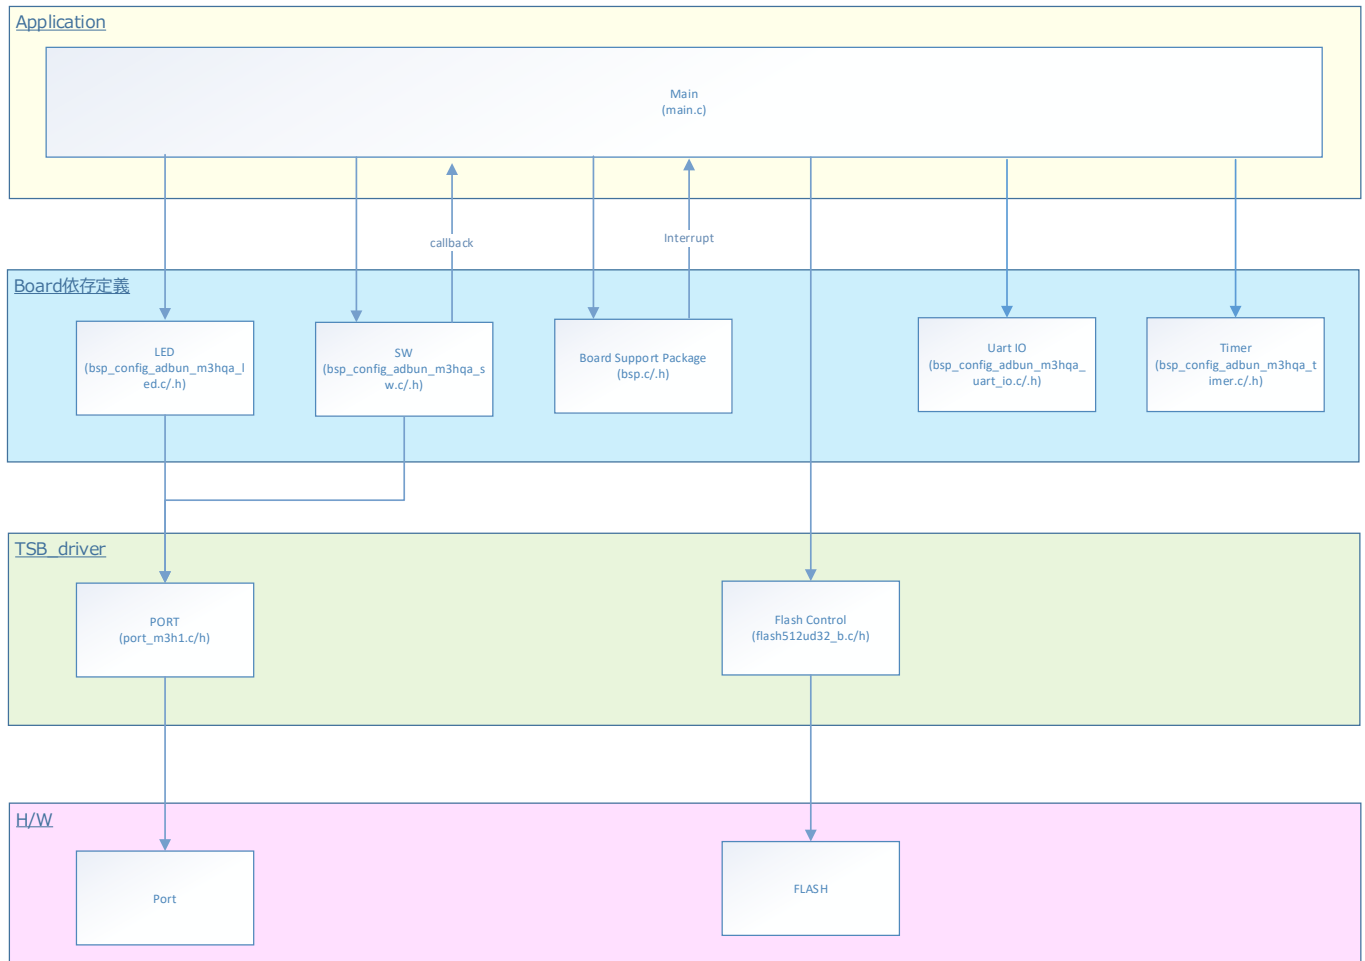 Application
Main
(main.c)
callback
Interrupt
Board依存定義
LED
(bsp_config_adbun_m3hqa_l
ed.c/.h)
SW
(bsp_config_adbun_m3hqa_s
w.c/.h)
Board Support Package
(bsp.c/.h)
Uart IO
(bsp_config_adbun_m3hqa_
uart_io.c/.h)
Timer
(bsp_config_adbun_m3hqa_t
imer.c/.h)
TSB_driver
PORT
(port_m3h1.c/h)
Flash Control
(flash512ud32_b.c/h)
H/W
Port
FLASH